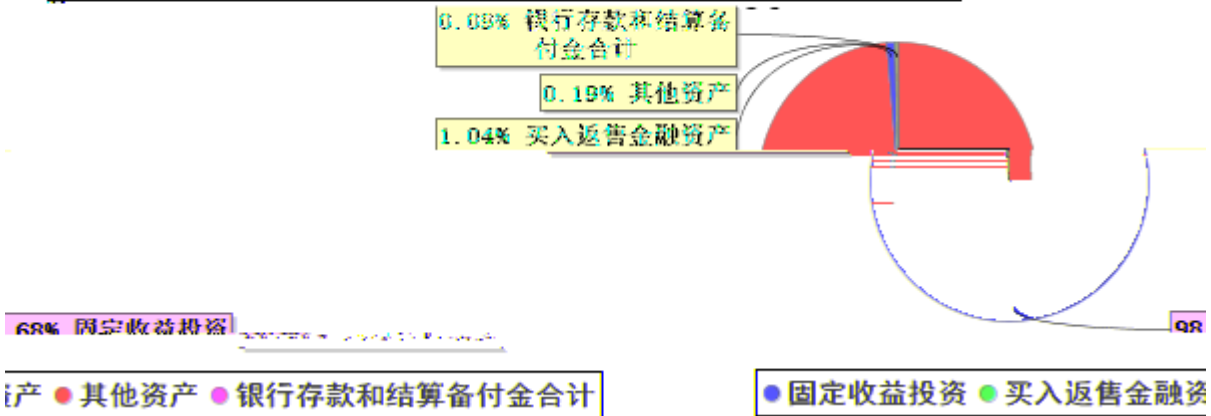 0.08% 银行存款和结算备
付金合计
0.19% 其他资产
1.04% 买入返售金融资产
68% 固定收益投资
98
产 ● 其他资产 ● 银行存款和结算备付金合计
● 固定收益投资 ● 买入返售金融资